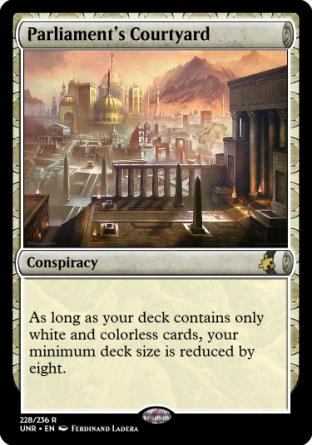 Parliament's Courtyard
Conspiracy
As long as your deck contains only
white and colorless cards, your
minimum deck size is reduced by
eight.
228/236 R
UNR • EN Ferdinand Ladera